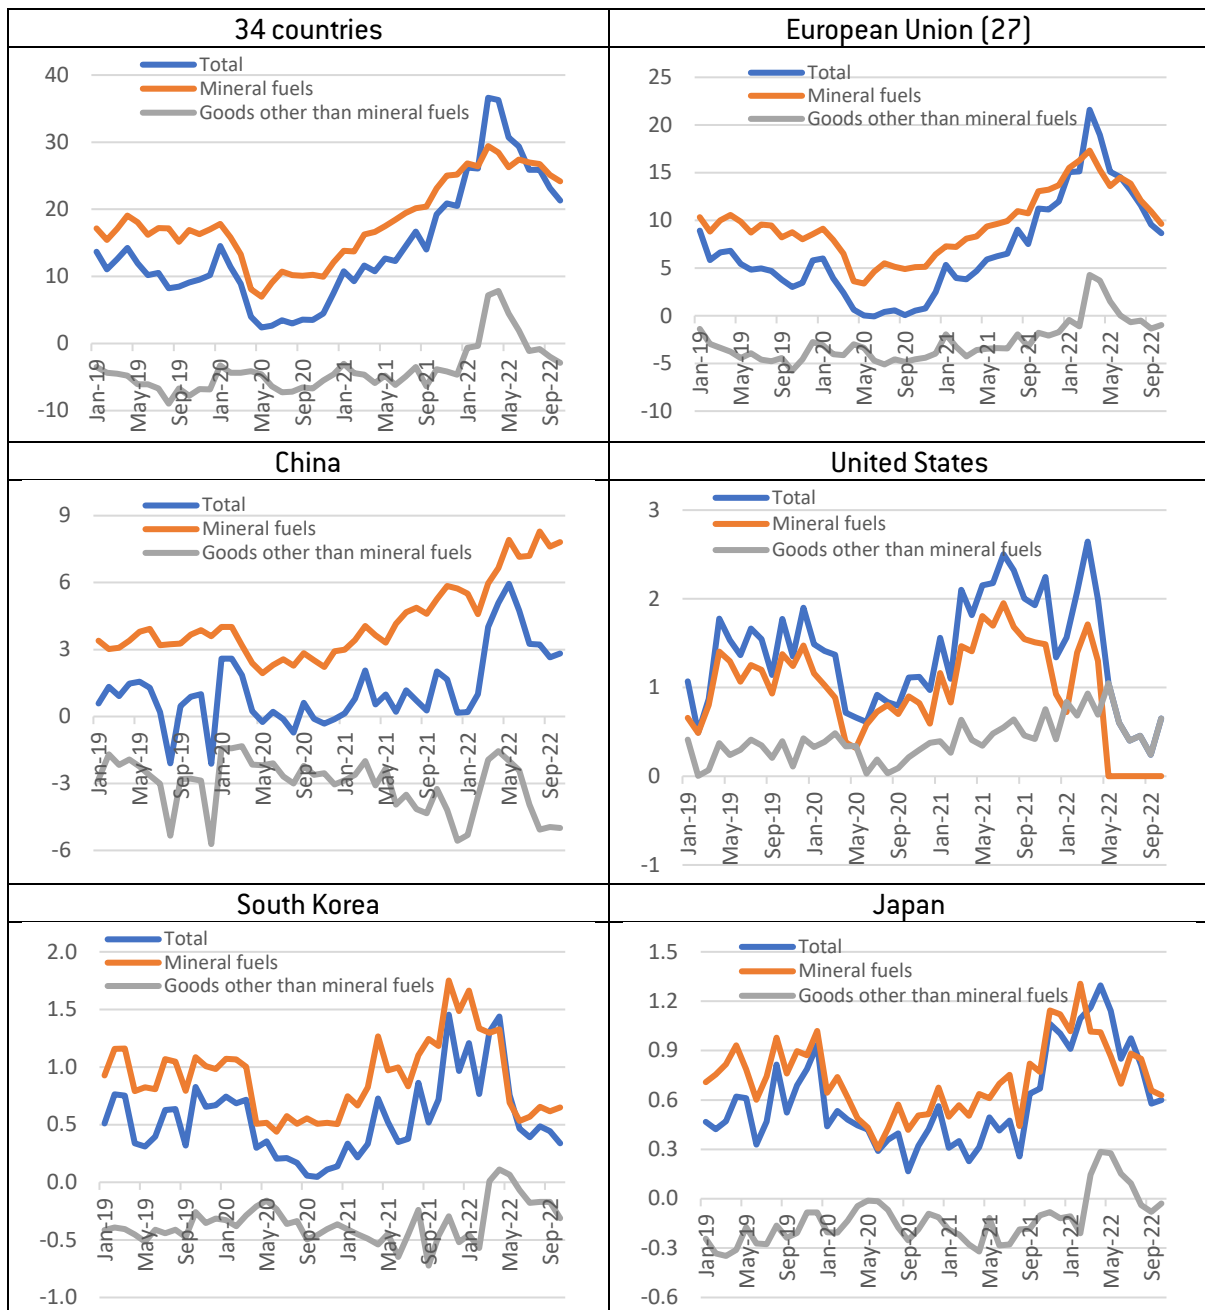 34 countries
Total
Mineral fuels
Goods other than mineral fuels
40
30
20
10
0
-10
Jan-19
May-19
Sep-19
Jan-20
May-20
Sep-20
Jan-21
May-21
Sep-21
Jan-22
May-22
Sep-22
European Union (27)
Total
Mineral fuels
Goods other than mineral fuels
25
20
15
10
5
0
-5
-10
Jan-19
May-19
Sep-19
Jan-20
May-20
Sep-20
Jan-21
May-21
Sep-21
Jan-22
May-22
Sep-22
China
Total
Mineral fuels
Goods other than mineral fuels
9
6
3
0
-3
-6
Jan-19
May-19
Sep-19
Jan-20
May-20
Sep-20
Jan-21
May-21
Sep-21
Jan-22
May-22
Sep-22
United States
Total
Mineral fuels
Goods other than mineral fuels
3
2
1
0
-1
Jan-19
May-19
Sep-19
Jan-20
May-20
Sep-20
Jan-21
May-21
Sep-21
Jan-22
May-22
Sep-22
South Korea
Total
Mineral fuels
Goods other than mineral fuels
2.0
1.5
1.0
0.5
0.0
-0.5
-1.0
Jan-19
May-19
Sep-19
Jan-20
May-20
Sep-20
Jan-21
May-21
Sep-21
Jan-22
May-22
Sep-22
Japan
Total
Mineral fuels
Goods other than mineral fuels
1.5
1.2
0.9
0.6
0.3
0.0
-0.3
-0.6
Jan-19
May-19
Sep-19
Jan-20
May-20
Sep-20
Jan-21
May-21
Sep-21
Jan-22
May-22
Sep-22